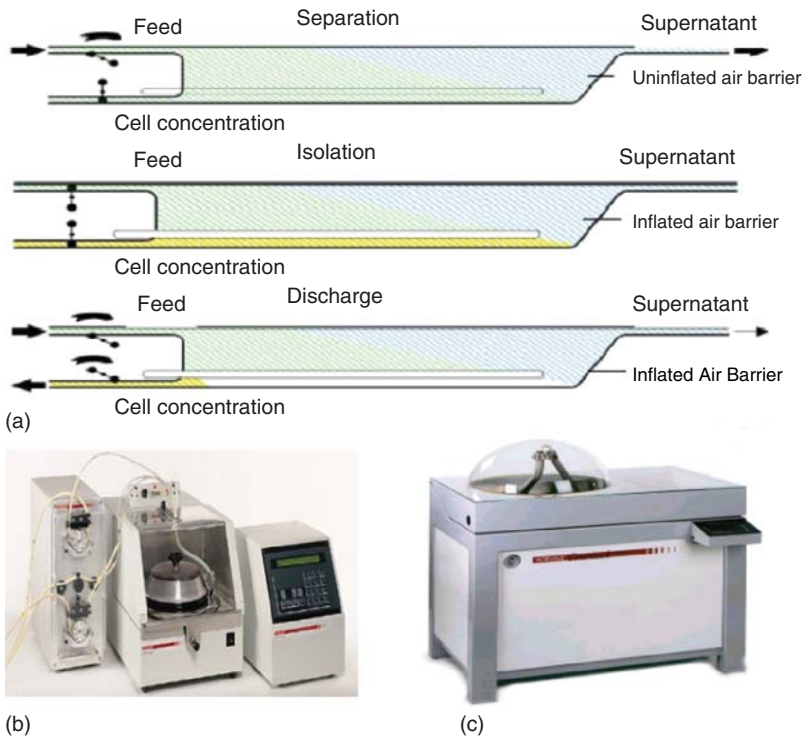 Feed Separation Supernatant
Uninflated air barrier
Cell concentration
Feed Isolation Supernatant
Inflated air barrier
Cell concentration
Feed Discharge Supernatant
Inflated Air Barrier
Cell concentration
(a)
(b) (c)